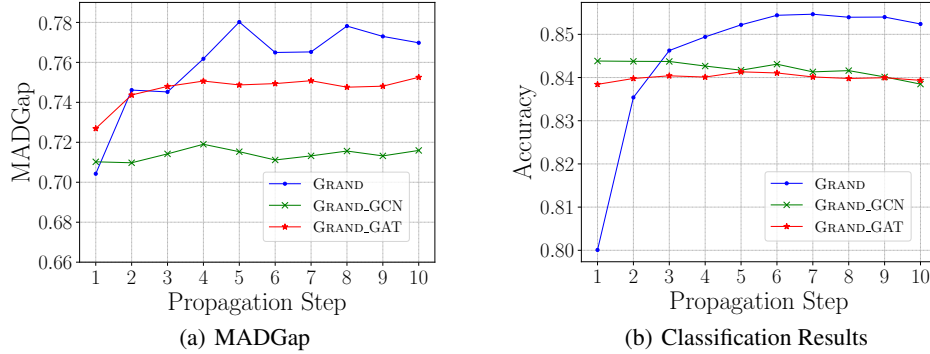 0.78
0.76
0.74
0.72
0.70
0.68
0.66
MADGap
1 2 3 4 5 6 7 8 9 10
Propagation Step
GRAND
GRAND_GCN
GRAND_GAT
(a) MADGap
0.85
0.84
0.83
0.82
0.81
0.80
Accuracy
1 2 3 4 5 6 7 8 9 10
Propagation Step
GRAND
GRAND_GCN
GRAND_GAT
(b) Classification Results